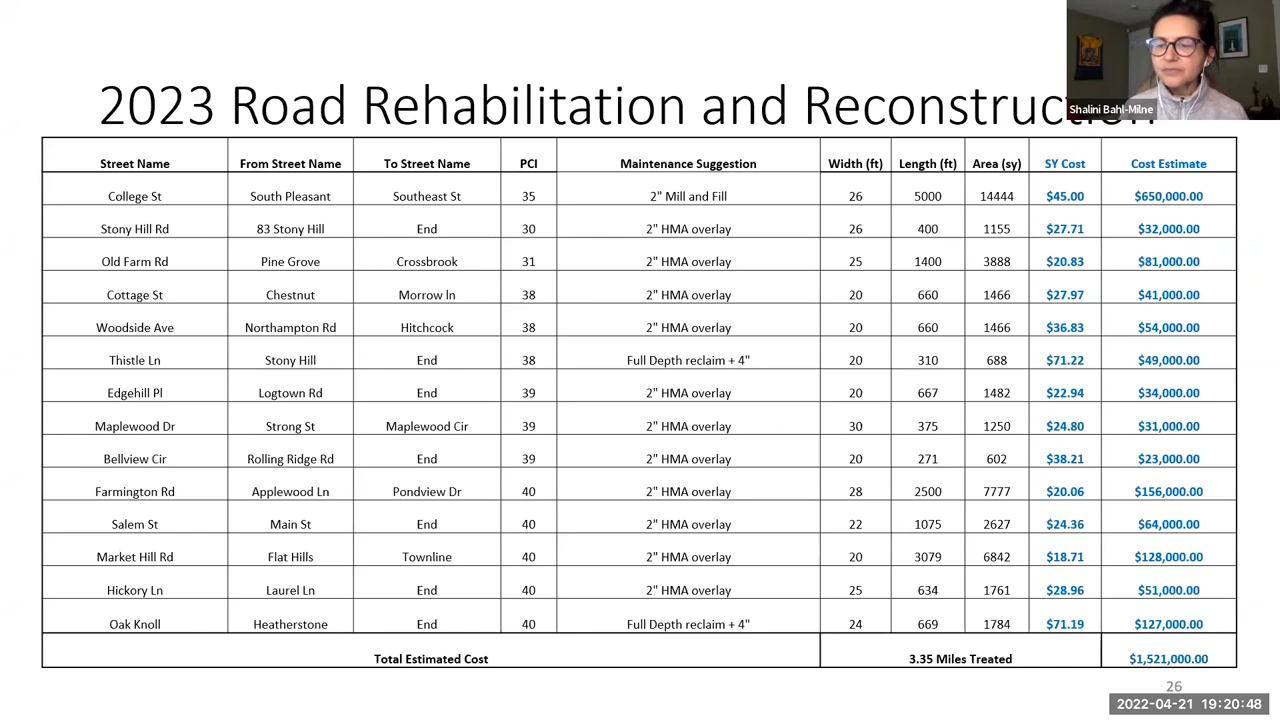 2023 Road Rehabilitation and Reconstruction
Shalini Bahl-Milne
Street Name From Street Name To Street Name PCI Maintenance Suggestion Width (ft) Length (ft) Area (sy) SY Cost Cost Estimate
College St South Pleasant Southeast St 35 2" Mill and Fill 26 5000 14444 $45.00 $650,000.00
Stony Hill Rd 83 Stony Hill End 30 2" HMA overlay 26 400 1155 $27.71 $32,000.00
Old Farm Rd Pine Grove Crossbrook 31 2" HMA overlay 25 1400 3888 $20.83 $81,000.00
Cottage St Chestnut Morrow ln 38 2" HMA overlay 20 660 1466 $27.97 $41,000.00
Woodside Ave Northampton Rd Hitchcock 38 2" HMA overlay 20 660 1466 $36.83 $54,000.00
Thistle Ln Stony Hill End 38 Full Depth reclaim + 4" 20 310 688 $71.22 $49,000.00
Edgehill Pl Logtown Rd End 39 2" HMA overlay 20 667 1482 $22.94 $34,000.00
Maplewood Dr Strong St Maplewood Cir 39 2" HMA overlay 30 375 1250 $24.80 $31,000.00
Bellview Cir Rolling Ridge Rd End 39 2" HMA overlay 20 271 602 $38.21 $23,000.00
Farmington Rd Applewood Ln Pondview Dr 40 2" HMA overlay 28 2500 7777 $20.06 $156,000.00
Salem St Main St End 40 2" HMA overlay 22 1075 2627 $24.36 $64,000.00
Market Hill Rd Flat Hills Townline 40 2" HMA overlay 20 3079 6842 $18.71 $128,000.00
Hickory Ln Laurel Ln End 40 2" HMA overlay 25 634 1761 $28.96 $51,000.00
Oak Knoll Heatherstone End 40 Full Depth reclaim + 4" 24 669 1784 $71.19 $127,000.00
Total Estimated Cost 3.35 Miles Treated $1,521,000.00
26
2022-04-21 19:20:48